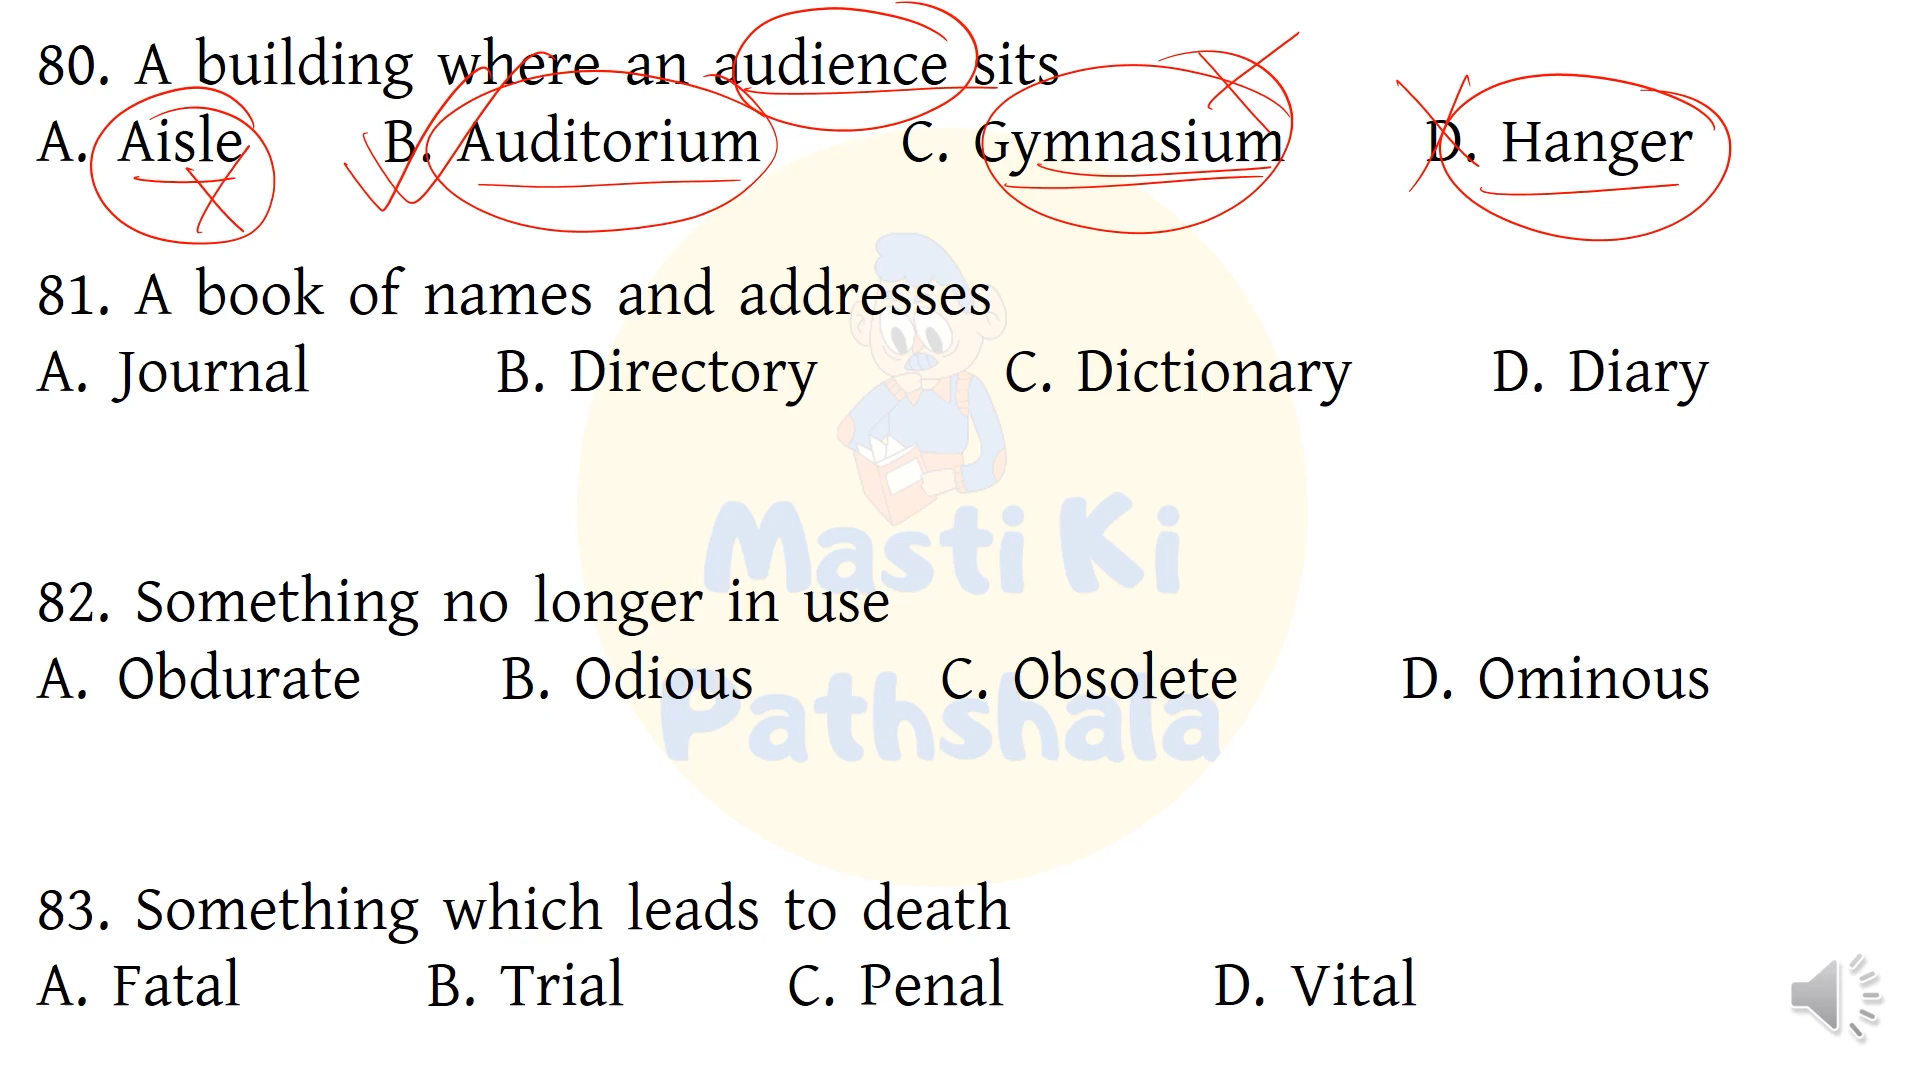 80. A building where an audience sits
A. Aisle B. Auditorium C. Gymnasium D. Hanger
81. A book of names and addresses
A. Journal B. Directory C. Dictionary D. Diary
82. Something no longer in use
A. Obdurate B. Odious C. Obsolete D. Ominous
83. Something which leads to death
A. Fatal B. Trial C. Penal D. Vital
Masti Ki
Pathshala